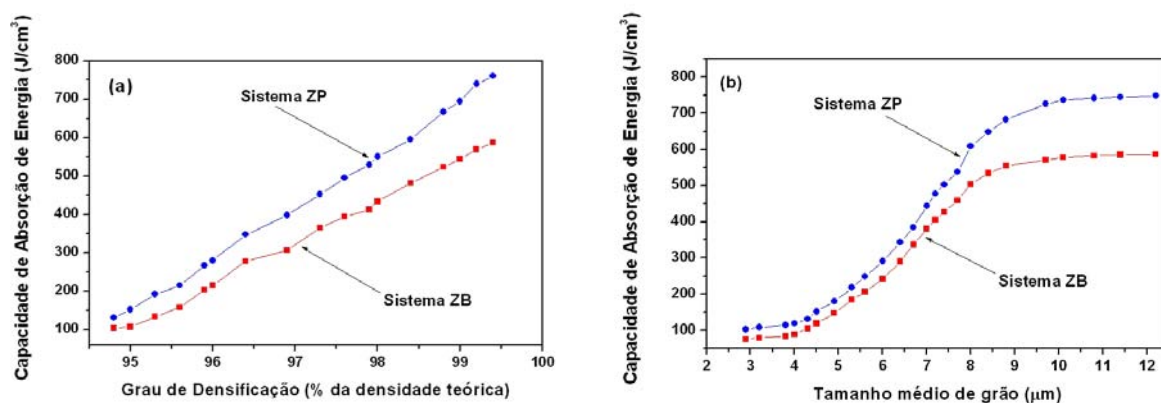 Capacidade de Absorção de Energia (J/cm³)
800
700
600
500
400
300
200
100
(a)
Sistema ZP
Sistema ZB
95 96 97 98 99 100
Grau de Densificação (% da densidade teórica)
Capacidade de Absorção de Energia (J/cm³)
800
700
600
500
400
300
200
100
(b)
Sistema ZP
Sistema ZB
2 3 4 5 6 7 8 9 10 11 12
Tamanho médio de grão (μm)